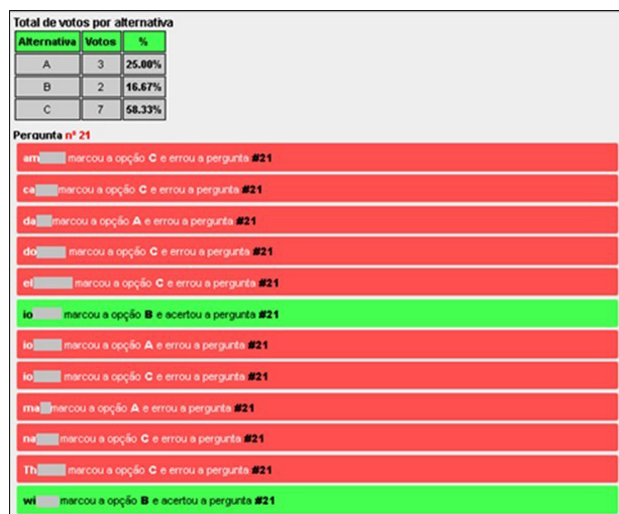 Total de votos por alternativa
Alternativa Votos %
A 3 25.00%
B 2 16.67%
C 7 58.33%
Pergunta nº 21
am marcou a opção C e errou a pergunta #21
ca marcou a opção C e errou a pergunta #21
da marcou a opção A e errou a pergunta #21
do marcou a opção C e errou a pergunta #21
el marcou a opção C e errou a pergunta #21
io marcou a opção B e acertou a pergunta #21
io marcou a opção A e errou a pergunta #21
io marcou a opção C e errou a pergunta #21
ma marcou a opção A e errou a pergunta #21
na marcou a opção C e errou a pergunta #21
Th marcou a opção C e errou a pergunta #21
wi marcou a opção B e acertou a pergunta #21